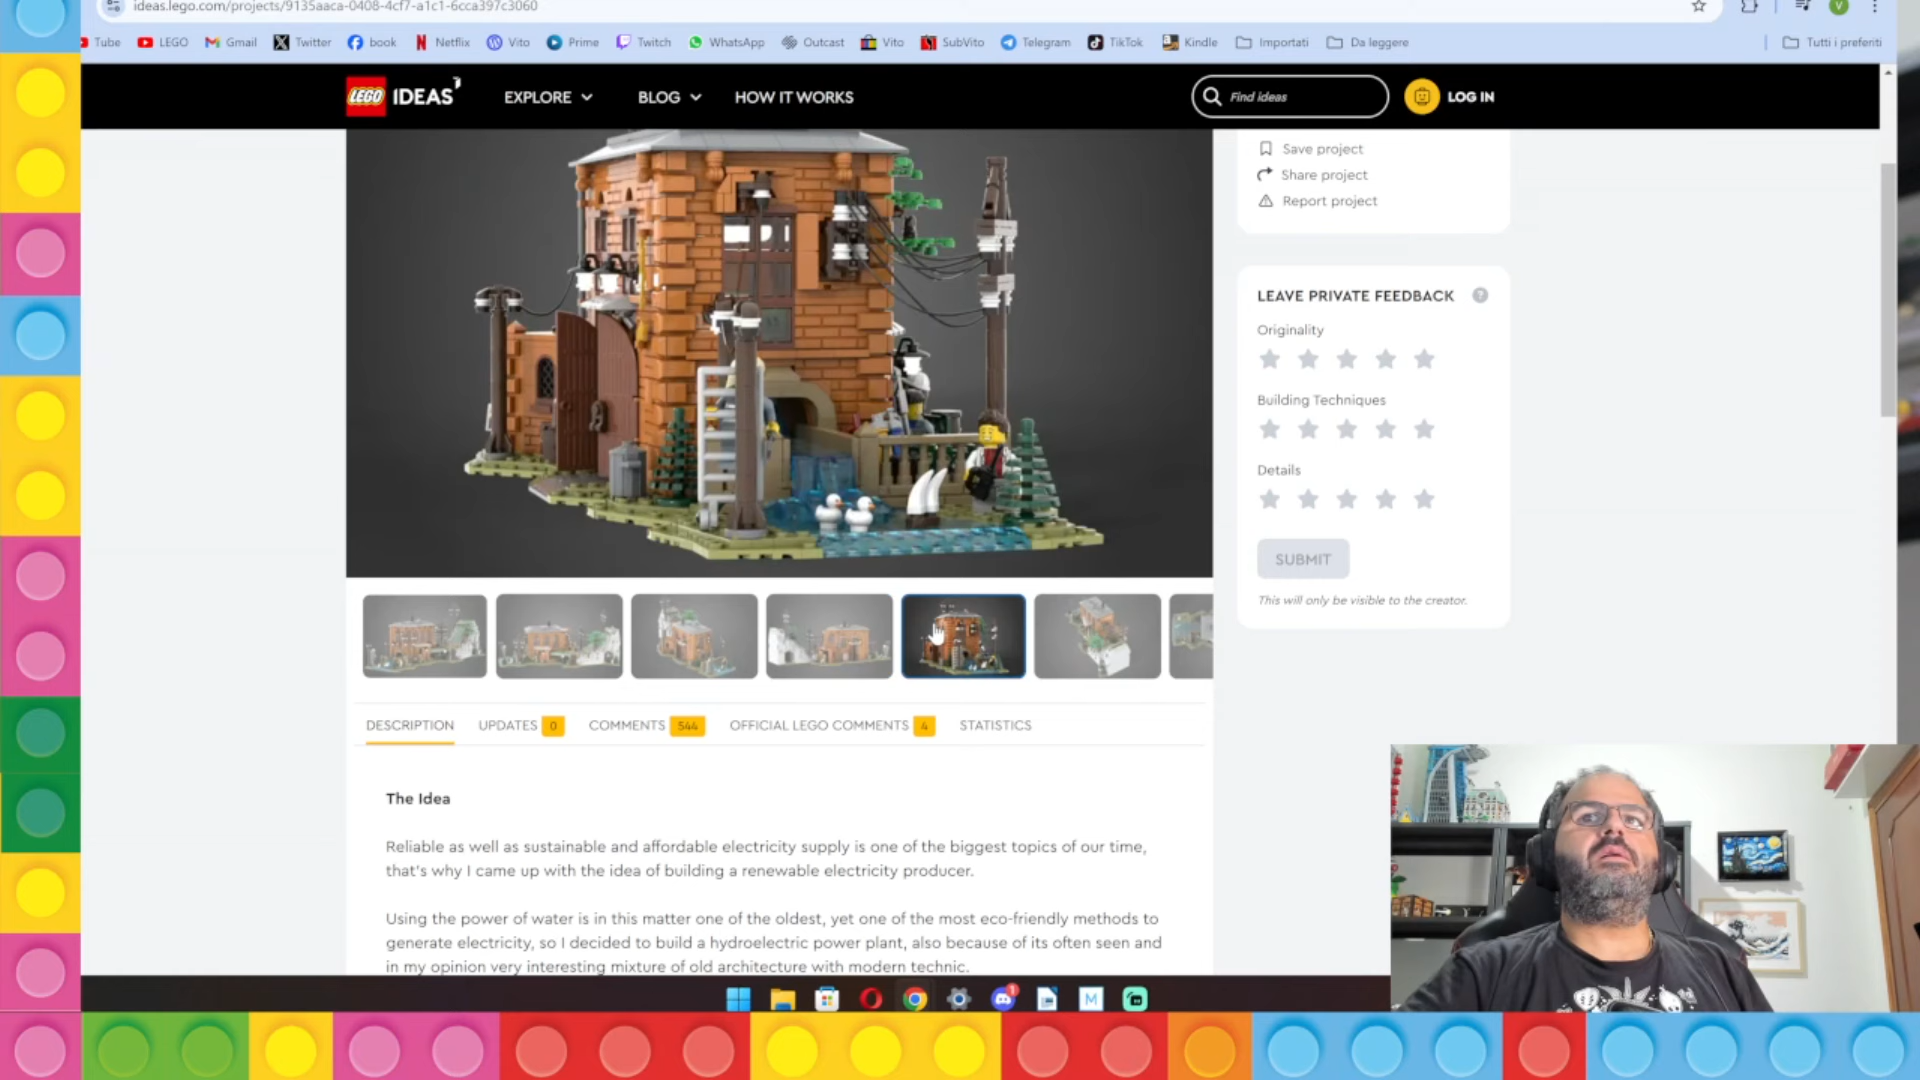 ideas.lego.com/projects/9135aaca-0408-4cf7-a1c1-6cca397c3060
V
Tube
LEGO
Gmail
Twitter
book
Netflix
Vito
Prime
Twitch
WhatsApp
Outcast
Vito
SubVito
Telegram
TikTok
Kindle
Importati
Da leggere
Tutti i preferiti
LEGO IDEAS
EXPLORE
BLOG
HOW IT WORKS
Find ideas
LOG IN
Save project
Share project
Report project
LEAVE PRIVATE FEEDBACK ?
Originality
Building Techniques
Details
SUBMIT
This will only be visible to the creator.
DESCRIPTION
UPDATES 0
COMMENTS 544
OFFICIAL LEGO COMMENTS 4
STATISTICS
The Idea
Reliable as well as sustainable and affordable electricity supply is one of the biggest topics of our time,
that's why I came up with the idea of building a renewable electricity producer.
Using the power of water is in this matter one of the oldest, yet one of the most eco-friendly methods to
generate electricity, so I decided to build a hydroelectric power plant, also because of its often seen and
in my opinion very interesting mixture of old architecture with modern technic.
1
M